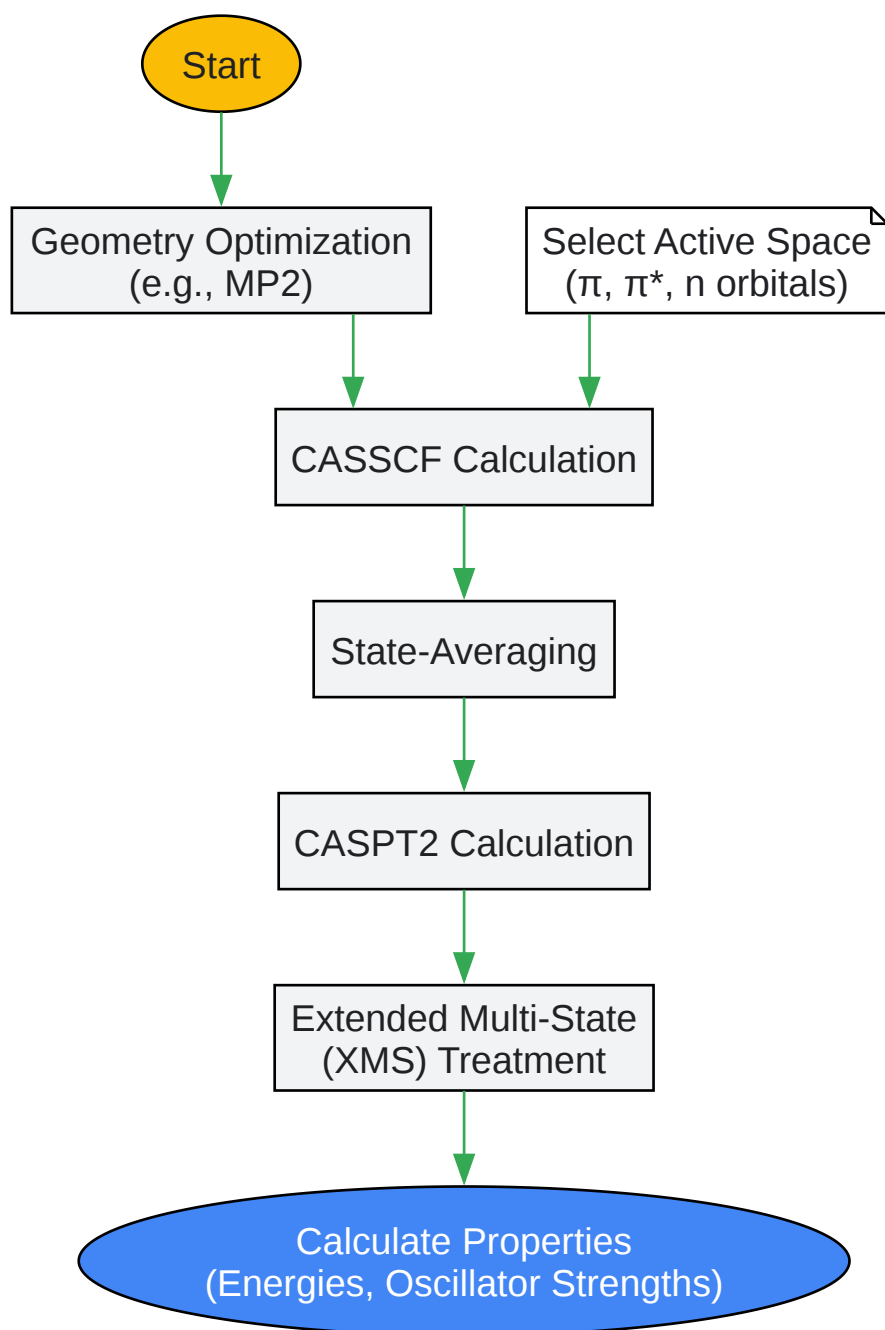 Start
Geometry Optimization
(e.g., MP2)
Select Active Space
(π, π*, n orbitals)
CASSCF Calculation
State-Averaging
CASPT2 Calculation
Extended Multi-State
(XMS) Treatment
Calculate Properties
(Energies, Oscillator Strengths)